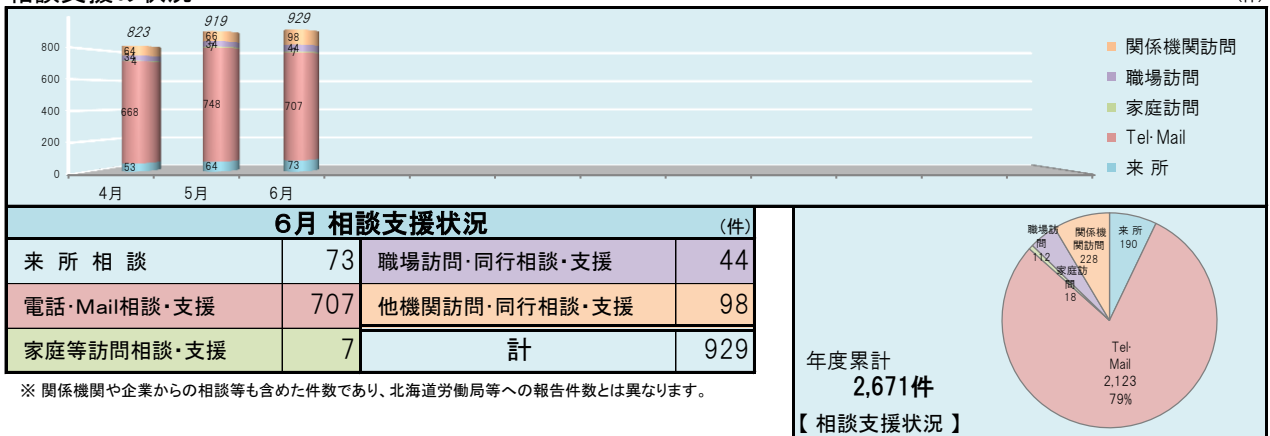 823
919
929
800
600
400
200
0
64
34
4
668
53
66
34
7
748
64
98
44
7
707
73
4月
5月
6月
関係機関訪問
職場訪問
家庭訪問
Tel･Mail
来 所
6月 相談支援状況 (件)
来 所 相 談 73 職場訪問･同行相談・支援 44
電話･Mail相談・支援 707 他機関訪問･同行相談・支援 98
家庭等訪問相談・支援 7 計 929
※ 関係機関や企業からの相談等も含めた件数であり、北海道労働局等への報告件数とは異なります。
職場訪
問
112
関係機
関訪問
228
来 所
190
家庭訪
問
18
Tel･
Mail
2,123
79%
年度累計
2,671件
【 相談支援状況 】